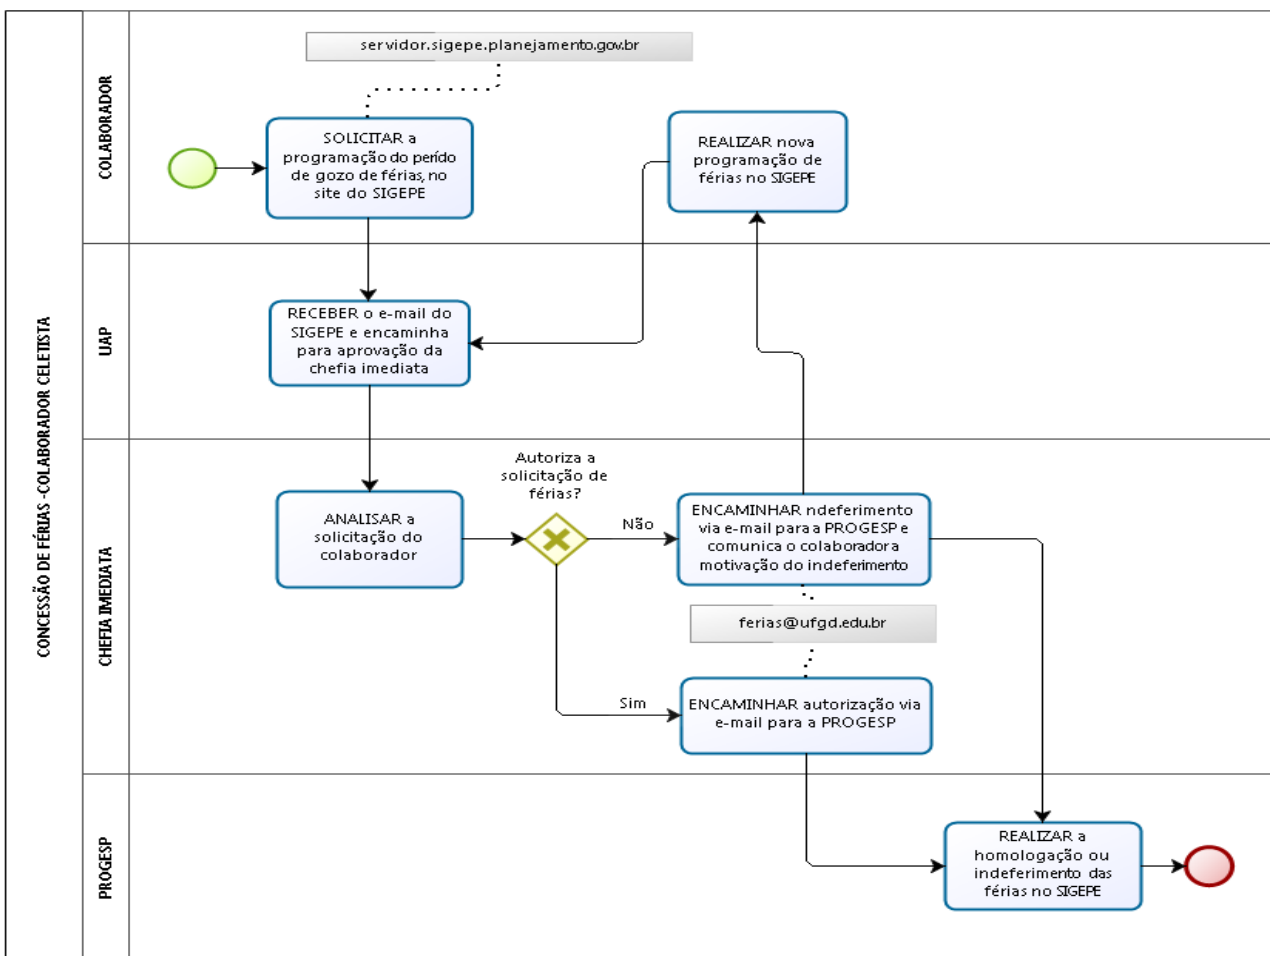 CONCESSÃO DE FÉRIAS -COLABORADOR CELETISTA
COLABORADOR
servidor.sigepe.planejamento.gov.br
SOLICITAR a
programação do perído
de gozo de férias, no
site do SIGEPE
REALIZAR nova
programação de
férias no SIGEPE
UAP
RECEBER o e-mail do
SIGEPE e encaminha
para aprovação da
chefia imediata
CHEFIA IMEDIATA
ANALISAR a
solicitação do
colaborador
Autoriza a
solicitação de
férias?
Não
ENCAMINHAR ndeferimento
via e-mail para a PROGESP e
comunica o colaborador a
motivação do indeferimento
ferias@ufgd.edu.br
Sim
ENCAMINHAR autorização via
e-mail para a PROGESP
PROGESP
REALIZAR a
homologação ou
indeferimento das
férias no SIGEPE